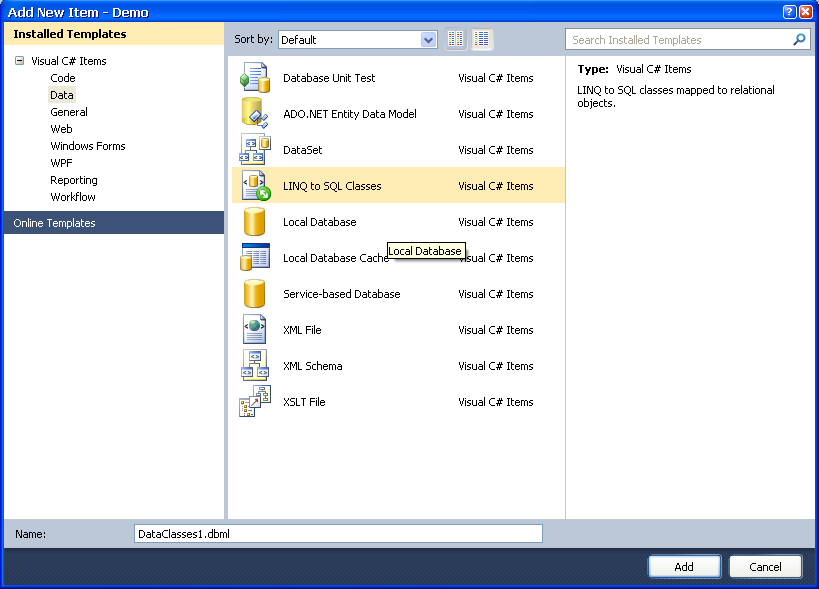 Add New Item - Demo
Installed Templates
Sort by: Default
Search Installed Templates
Visual C# Items
Code
Data
General
Web
Windows Forms
WPF
Reporting
Workflow
Online Templates
Database Unit Test Visual C# Items
ADO.NET Entity Data Model Visual C# Items
DataSet Visual C# Items
LINQ to SQL Classes Visual C# Items
Local Database Visual C# Items
Local Database
Local Database Cache Visual C# Items
Service-based Database Visual C# Items
XML File Visual C# Items
XML Schema Visual C# Items
XSLT File Visual C# Items
Type: Visual C# Items
LINQ to SQL classes mapped to relational
objects.
Name: DataClasses1.dbml
Add Cancel